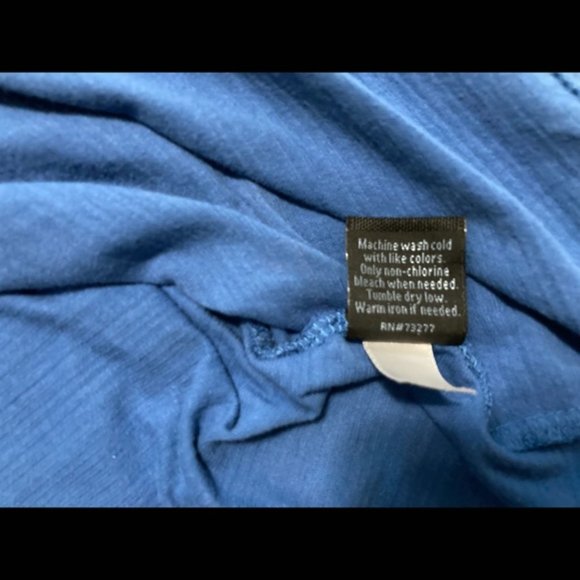 Machine wash cold
with like colors.
Only non-chlorine
bleach when needed.
Tumble dry low.
Warm iron if needed.
RN#73277